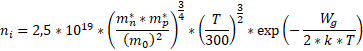 n_i = 2,5 * 10^19 * ( (m_n^* * m_p^*) / (m_0)^2 )^(3/4) * ( T / 300 )^(3/2) * exp( − W_g / (2 * k * T) )